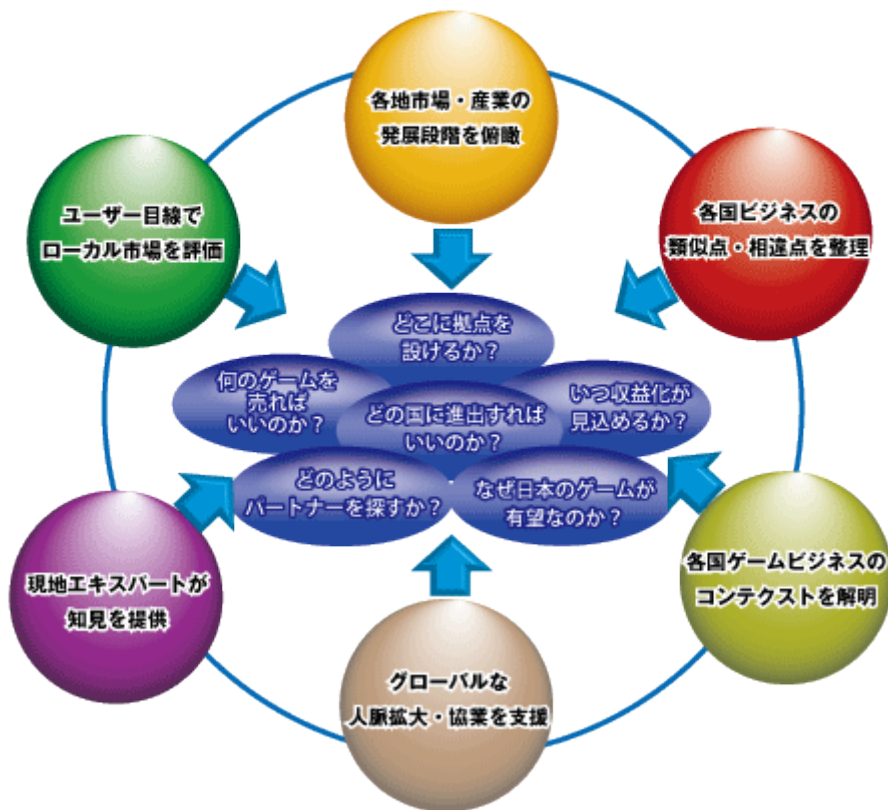 各地市場・産業の
発展段階を俯瞰
ユーザー目線で
ローカル市場を評価
各国ビジネスの
類似点・相違点を整理
どこに拠点を
設けるか？
何のゲームを
売れば
いいのか？
どの国に進出すれば
いいのか？
いつ収益化が
見込めるか？
どのように
パートナーを探すか？
なぜ日本のゲームが
有望なのか？
現地エキスパートが
知見を提供
各国ゲームビジネスの
コンテクストを解明
グローバルな
人脈拡大・協業を支援